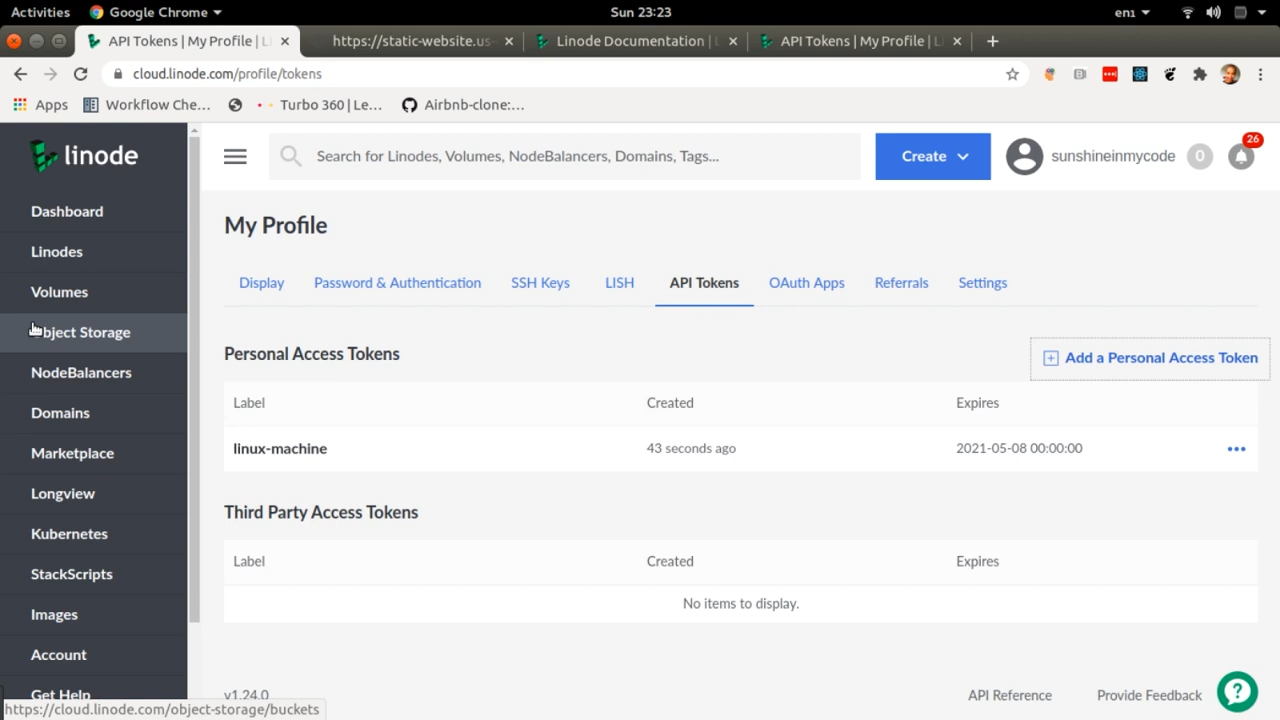 Activities Google Chrome Sun 23:23 en1
API Tokens | My Profile | L https://static-website.us- Linode Documentation | L API Tokens | My Profile | L
cloud.linode.com/profile/tokens
Apps Workflow Che... Turbo 360 | Le... Airbnb-clone:...
linode
Search for Linodes, Volumes, NodeBalancers, Domains, Tags...
Create
sunshineinmycode
0
26
Dashboard
Linodes
Volumes
Object Storage
NodeBalancers
Domains
Marketplace
Longview
Kubernetes
StackScripts
Images
Account
Get Help
My Profile
Display Password & Authentication SSH Keys LISH API Tokens OAuth Apps Referrals Settings
Personal Access Tokens
Add a Personal Access Token
Label Created Expires
linux-machine 43 seconds ago 2021-05-08 00:00:00
Third Party Access Tokens
Label Created Expires
No items to display.
v1.24.0 API Reference Provide Feedback
https://cloud.linode.com/object-storage/buckets